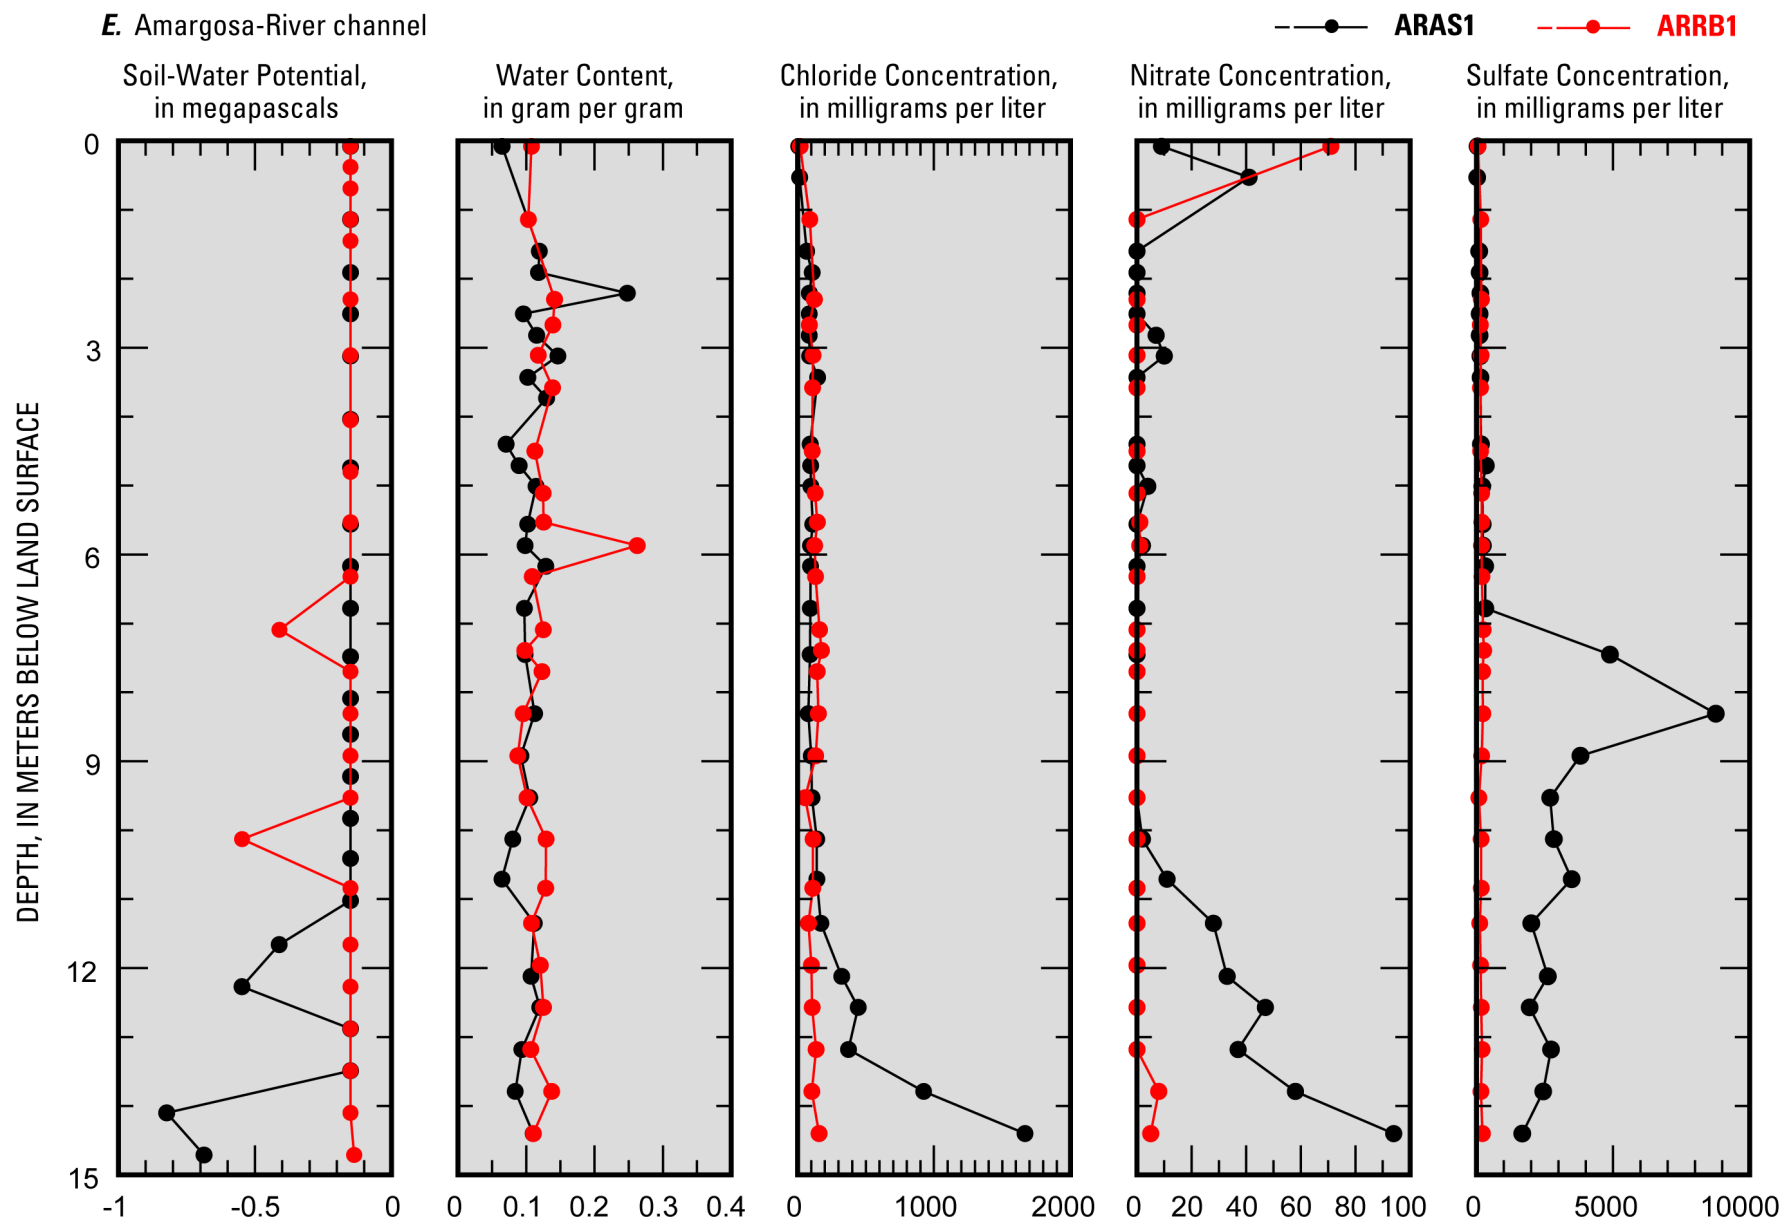 E. Amargosa-River channel
ARAS1
ARRB1
Soil-Water Potential,
in megapascals
Water Content,
in gram per gram
Chloride Concentration,
in milligrams per liter
Nitrate Concentration,
in milligrams per liter
Sulfate Concentration,
in milligrams per liter
DEPTH, IN METERS BELOW LAND SURFACE
0
3
6
9
12
15
-1 -0.5 0
0 0.1 0.2 0.3 0.4
0 1000 2000
0 20 40 60 80 100
0 5000 10000